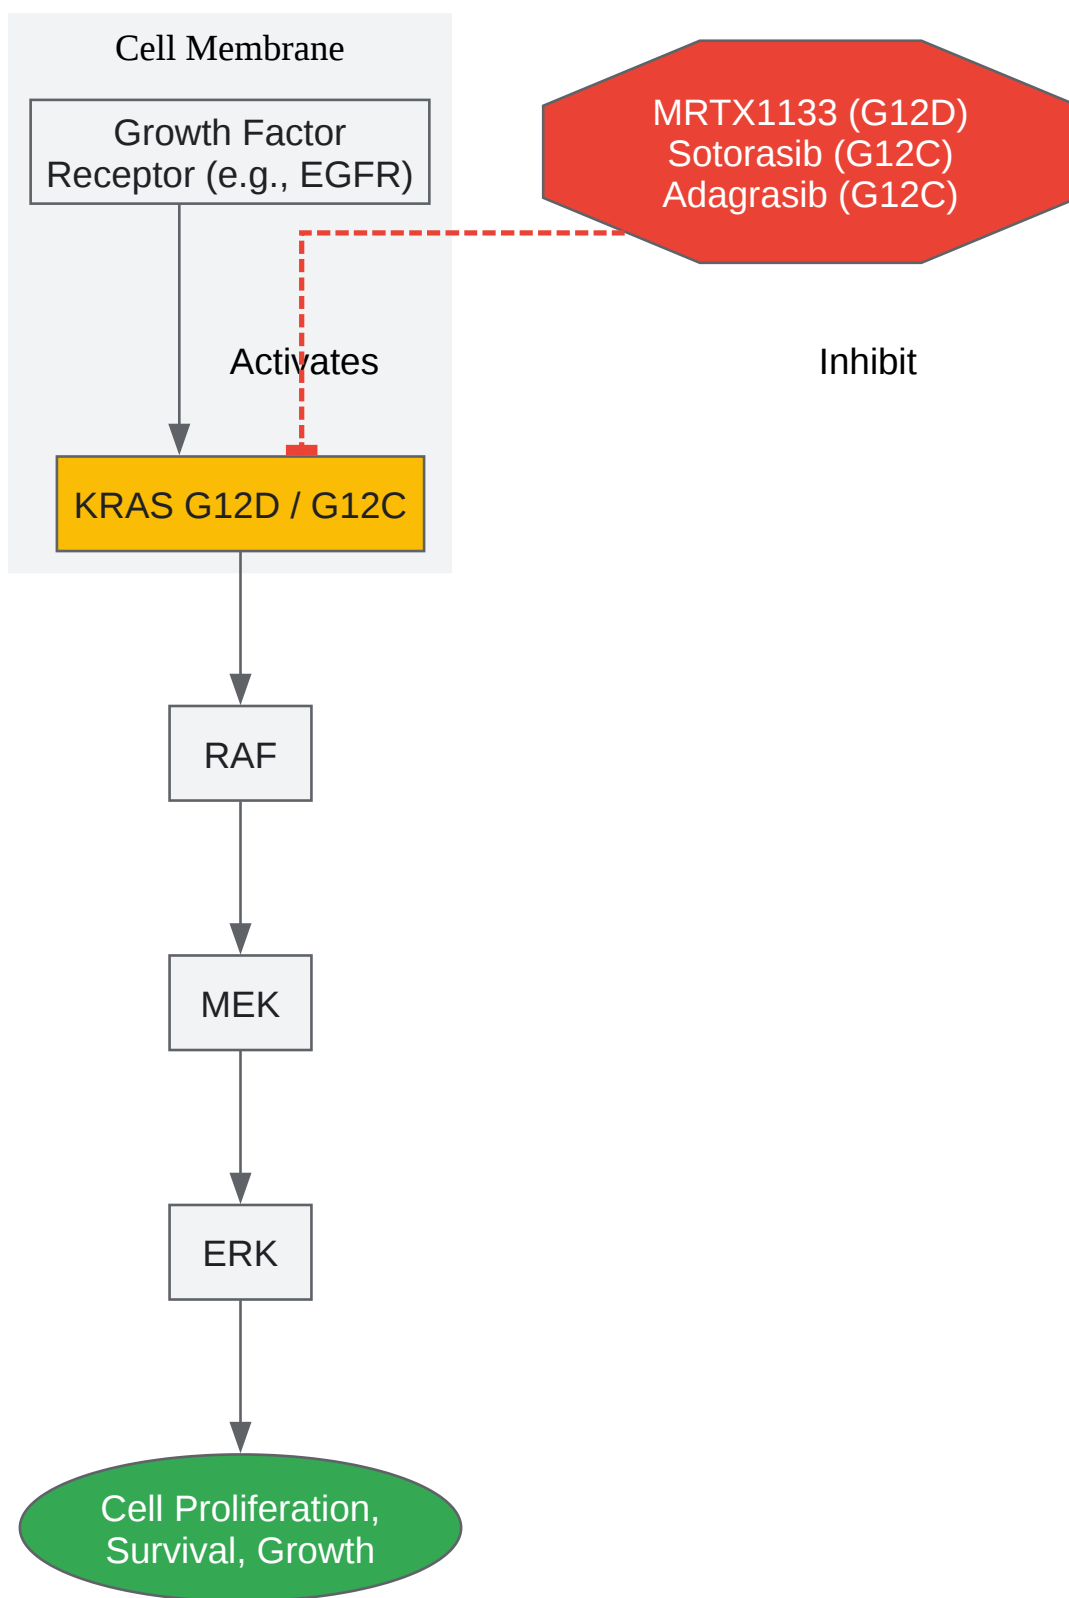 Cell Membrane
Growth Factor
Receptor (e.g., EGFR)
MRTX1133 (G12D)
Sotorasib (G12C)
Adagrasib (G12C)
Activates
Inhibit
KRAS G12D / G12C
RAF
MEK
ERK
Cell Proliferation,
Survival, Growth